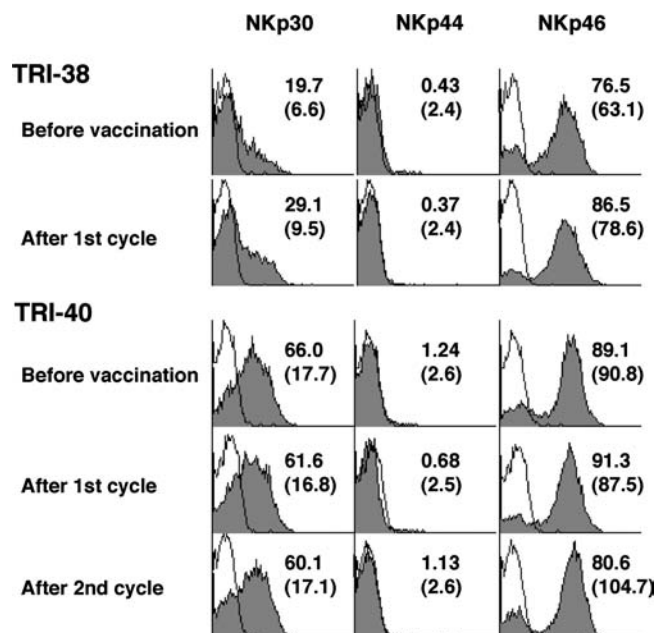 NKp30 NKp44 NKp46
TRI-38
Before vaccination
19.7 0.43 76.5
(6.6) (2.4) (63.1)
After 1st cycle
29.1 0.37 86.5
(9.5) (2.4) (78.6)
TRI-40
Before vaccination
66.0 1.24 89.1
(17.7) (2.6) (90.8)
After 1st cycle
61.6 0.68 91.3
(16.8) (2.5) (87.5)
After 2nd cycle
60.1 1.13 80.6
(17.1) (2.6) (104.7)